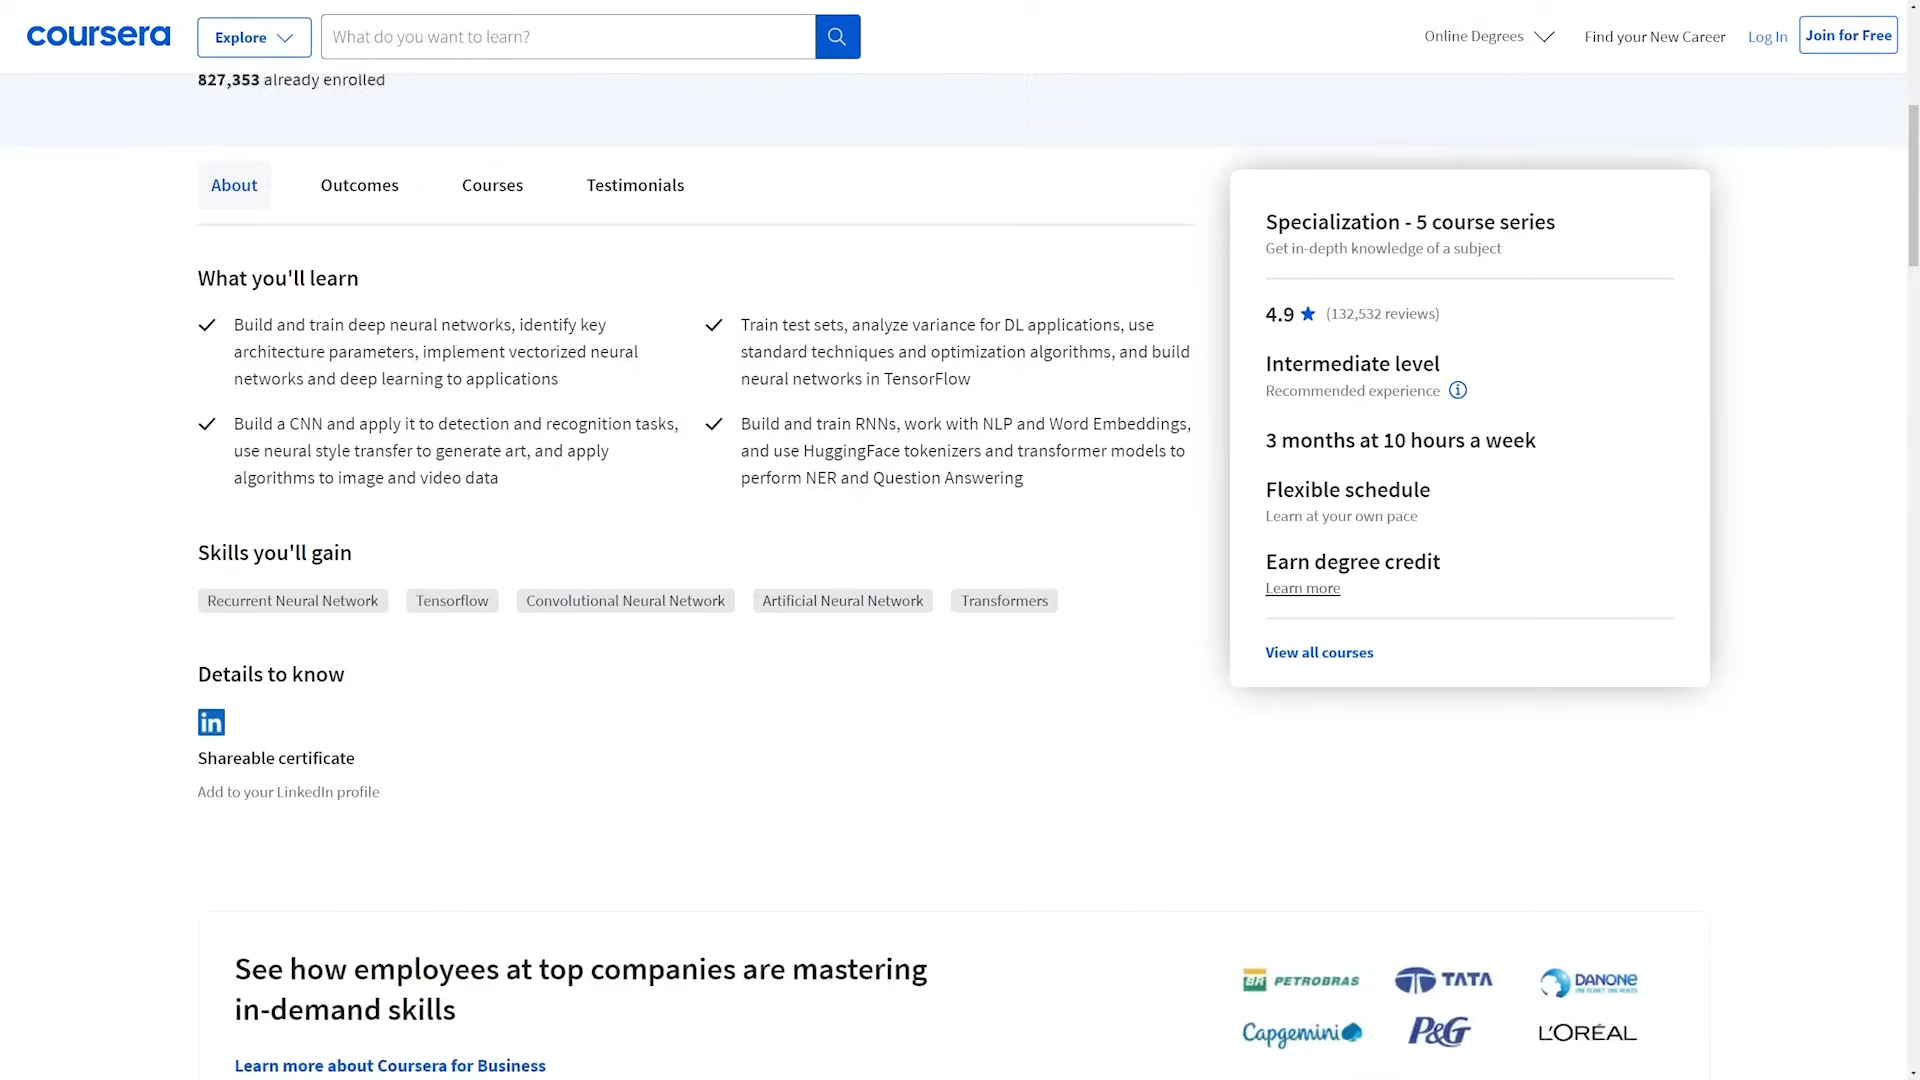 coursera
Explore
What do you want to learn?
Online Degrees
Find your New Career
Log In
Join for Free
827,353 already enrolled
About
Outcomes
Courses
Testimonials
What you'll learn
Build and train deep neural networks, identify key
architecture parameters, implement vectorized neural
networks and deep learning to applications
Train test sets, analyze variance for DL applications, use
standard techniques and optimization algorithms, and build
neural networks in TensorFlow
Build a CNN and apply it to detection and recognition tasks,
use neural style transfer to generate art, and apply
algorithms to image and video data
Build and train RNNs, work with NLP and Word Embeddings,
and use HuggingFace tokenizers and transformer models to
perform NER and Question Answering
Skills you'll gain
Recurrent Neural Network
Tensorflow
Convolutional Neural Network
Artificial Neural Network
Transformers
Details to know
in
Shareable certificate
Add to your LinkedIn profile
Specialization - 5 course series
Get in-depth knowledge of a subject
4.9 (132,532 reviews)
Intermediate level
Recommended experience
3 months at 10 hours a week
Flexible schedule
Learn at your own pace
Earn degree credit
Learn more
View all courses
See how employees at top companies are mastering
in-demand skills
Learn more about Coursera for Business
BR PETROBRAS
TATA
DANONE
Capgemini
P&G
L'ORÉAL